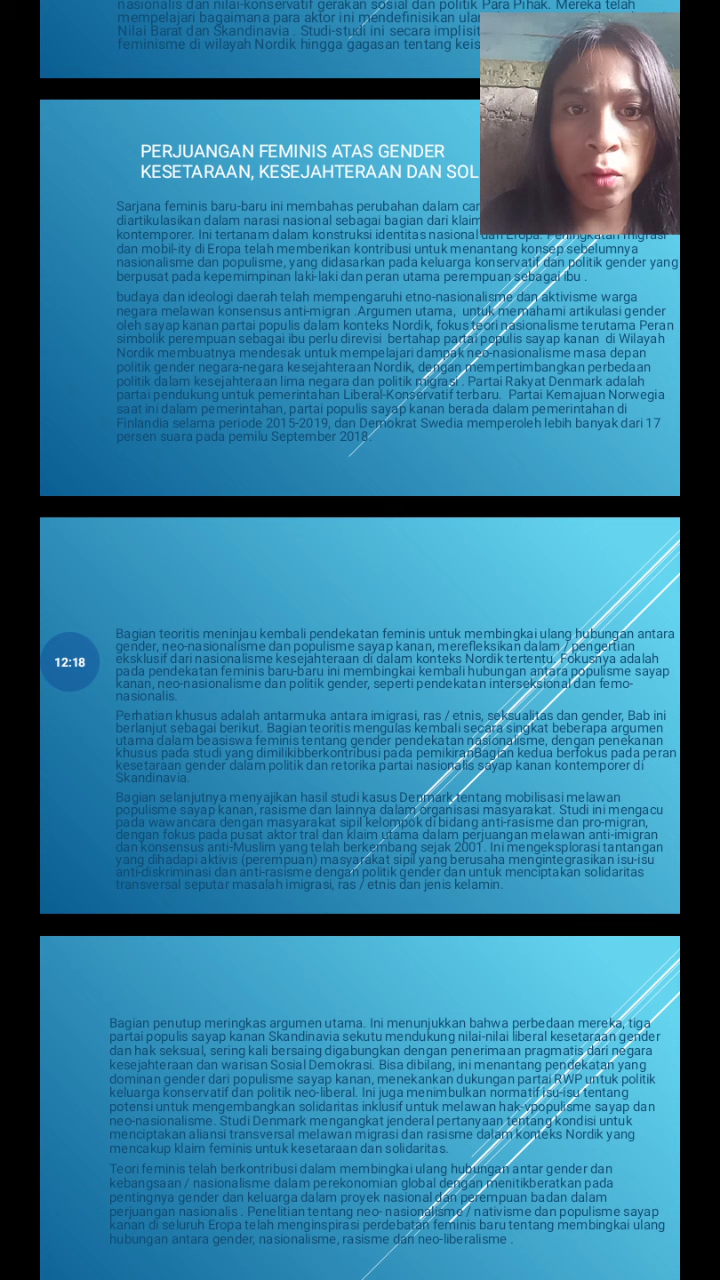 nasionalis dan nilai-konservatif gerakan sosial dan politik Para Pihak. Mereka telah
mempelajari bagaimana para aktor ini mendefinisikan
Nilai Barat dan Skandinavia . Studi-studi ini secara
feminisme di wilayah Nordik hingga gagasan tentang
PERJUANGAN FEMINIS ATAS GENDER
KESETARAAN, KESEJAHTERAAN DAN
Sarjana feminis baru-baru ini membahas perubahan dalam
diartikulasikan dalam narasi nasional sebagai bagian dari
kontemporer. Ini tertanam dalam konstruksi identitas nasional dan Eropa. Peningkatan migrasi
dan mobil-ity di Eropa telah memberikan kontribusi untuk menantang konsep sebelumnya
nasionalisme dan populisme, yang didasarkan pada keluarga konservatif dan politik gender yang
berpusat pada kepemimpinan laki-laki dan peran utama perempuan sebagai ibu .
budaya dan ideologi daerah telah mempengaruhi etno-nasionalisme dan aktivisme warga
negara melawan konsensus anti-migran .Argumen utama, untuk memahami artikulasi gender
oleh sayap kanan partai populis dalam konteks Nordik, fokus teori nasionalisme terutama Peran
simbolik perempuan sebagai ibu perlu direvisi bertahap partai populis sayap kanan di Wilayah
Nordik membuatnya mendesak untuk mempelajari dampak neo-nasionalisme masa depan
politik gender negara-negara kesejahteraan Nordik, dengan mempertimbangkan perbedaan
politik dalam kesejahteraan lima negara dan politik migrasi . Partai Rakyat Denmark adalah
partai pendukung untuk pemerintahan Liberal-Konservatif terbaru. Partai Kemajuan Norwegia
saat ini dalam pemerintahan, partai populis sayap kanan berada dalam pemerintahan di
Finlandia selama periode 2015-2019, dan Demokrat Swedia memperoleh lebih banyak dari 17
persen suara pada pemilu September 2018.
12:18
Bagian teoritis meninjau kembali pendekatan feminis untuk membingkai ulang hubungan antara
gender, neo-nasionalisme dan populisme sayap kanan, merefleksikan dalam / pengertian
eksklusif dari nasionalisme kesejahteraan di dalam konteks Nordik tertentu. Fokusnya adalah
pada pendekatan feminis baru-baru ini membingkai kembali hubungan antara populisme sayap
kanan, neo-nasionalisme dan politik gender, seperti pendekatan interseksional dan femo-
nasionalis.
Perhatian khusus adalah antarmuka antara imigrasi, ras / etnis, seksualitas dan gender, Bab ini
berlanjut sebagai berikut. Bagian teoritis mengulas kembali secara singkat beberapa argumen
utama dalam beasiswa feminis tentang gender pendekatan nasionalisme, dengan penekanan
khusus pada studi yang dimilikibberkontribusi pada pemikiranBagian kedua berfokus pada peran
kesetaraan gender dalam politik dan retorika partai nasionalis sayap kanan kontemporer di
Skandinavia.
Bagian selanjutnya menyajikan hasil studi kasus Denmark tentang mobilisasi melawan
populisme sayap kanan, rasisme dan lainnya dalam organisasi masyarakat. Studi ini mengacu
pada wawancara dengan masyarakat sipil kelompok di bidang anti-rasisme dan pro-migran,
dengan fokus pada pusat aktor tral dan klaim utama dalam perjuangan melawan anti-imigran
dan konsensus anti-Muslim yang telah berkembang sejak 2001. Ini mengeksplorasi tantangan
yang dihadapi aktivis (perempuan) masyarakat sipil yang berusaha mengintegrasikan isu-isu
anti-diskriminasi dan anti-rasisme dengan politik gender dan untuk menciptakan solidaritas
transversal seputar masalah imigrasi, ras / etnis dan jenis kelamin.
Bagian penutup meringkas argumen utama. Ini menunjukkan bahwa perbedaan mereka, tiga
partai populis sayap kanan Skandinavia sekutu mendukung nilai-nilai liberal kesetaraan gender
dan hak seksual, sering kali bersaing digabungkan dengan penerimaan pragmatis dari negara
kesejahteraan dan warisan Sosial Demokrasi. Bisa dibilang, ini menantang pendekatan yang
dominan gender dari populisme sayap kanan, menekankan dukungan partai RWP untuk politik
keluarga konservatif dan politik neo-liberal. Ini juga menimbulkan normatif isu-isu tentang
potensi untuk mengembangkan solidaritas inklusif untuk melawan hak-vpopulisme sayap dan
neo-nasionalisme. Studi Denmark mengangkat jenderal pertanyaan tentang kondisi untuk
menciptakan aliansi transversal melawan migrasi dan rasisme dalam konteks Nordik yang
mencakup klaim feminis untuk kesetaraan dan solidaritas.
Teori feminis telah berkontribusi dalam membingkai ulang hubungan antar gender dan
kebangsaan / nasionalisme dalam perekonomian global dengan menitikberatkan pada
pentingnya gender dan keluarga dalam proyek nasional dan perempuan badan dalam
perjuangan nasionalis . Penelitian tentang neo- nasionalisme / nativisme dan populisme sayap
kanan di seluruh Eropa telah menginspirasi perdebatan feminis baru tentang membingkai ulang
hubungan antara gender, nasionalisme, rasisme dan neo-liberalisme .